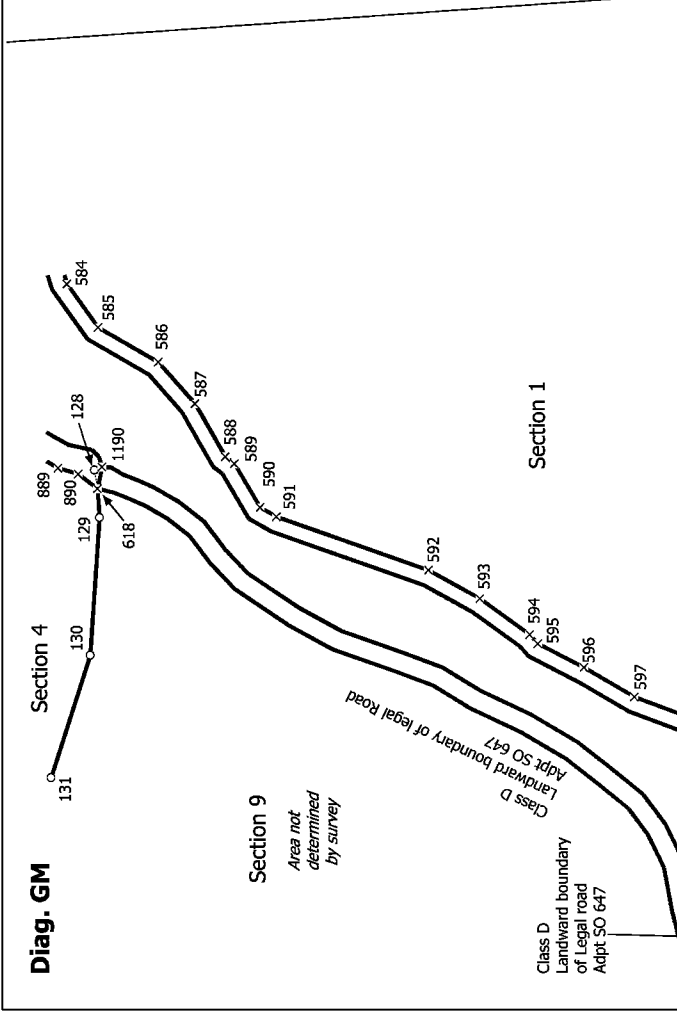 Diag. GM
Section 4
131
130
129
618
890
889
128
1190
584
585
586
587
588
589
590
591
592
593
594
595
596
597
Section 1
Section 9
Area not
determined
by survey
Class D
Landward boundary of legal Road
Adpt SO 647
Class D
Landward boundary
of Legal road
Adpt SO 647